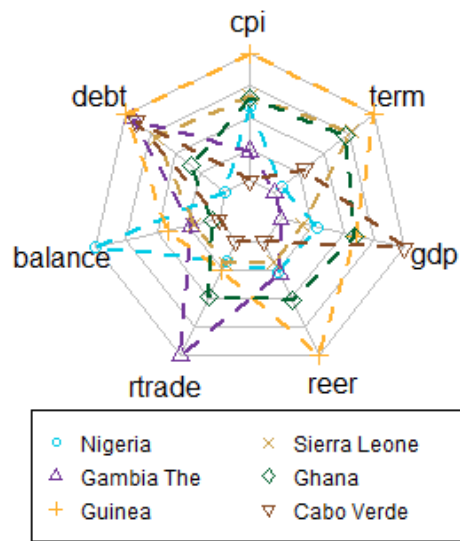 cpi
debt
term
balance
gdp
rtrade
reer
Nigeria
Sierra Leone
Gambia The
Ghana
Guinea
Cabo Verde